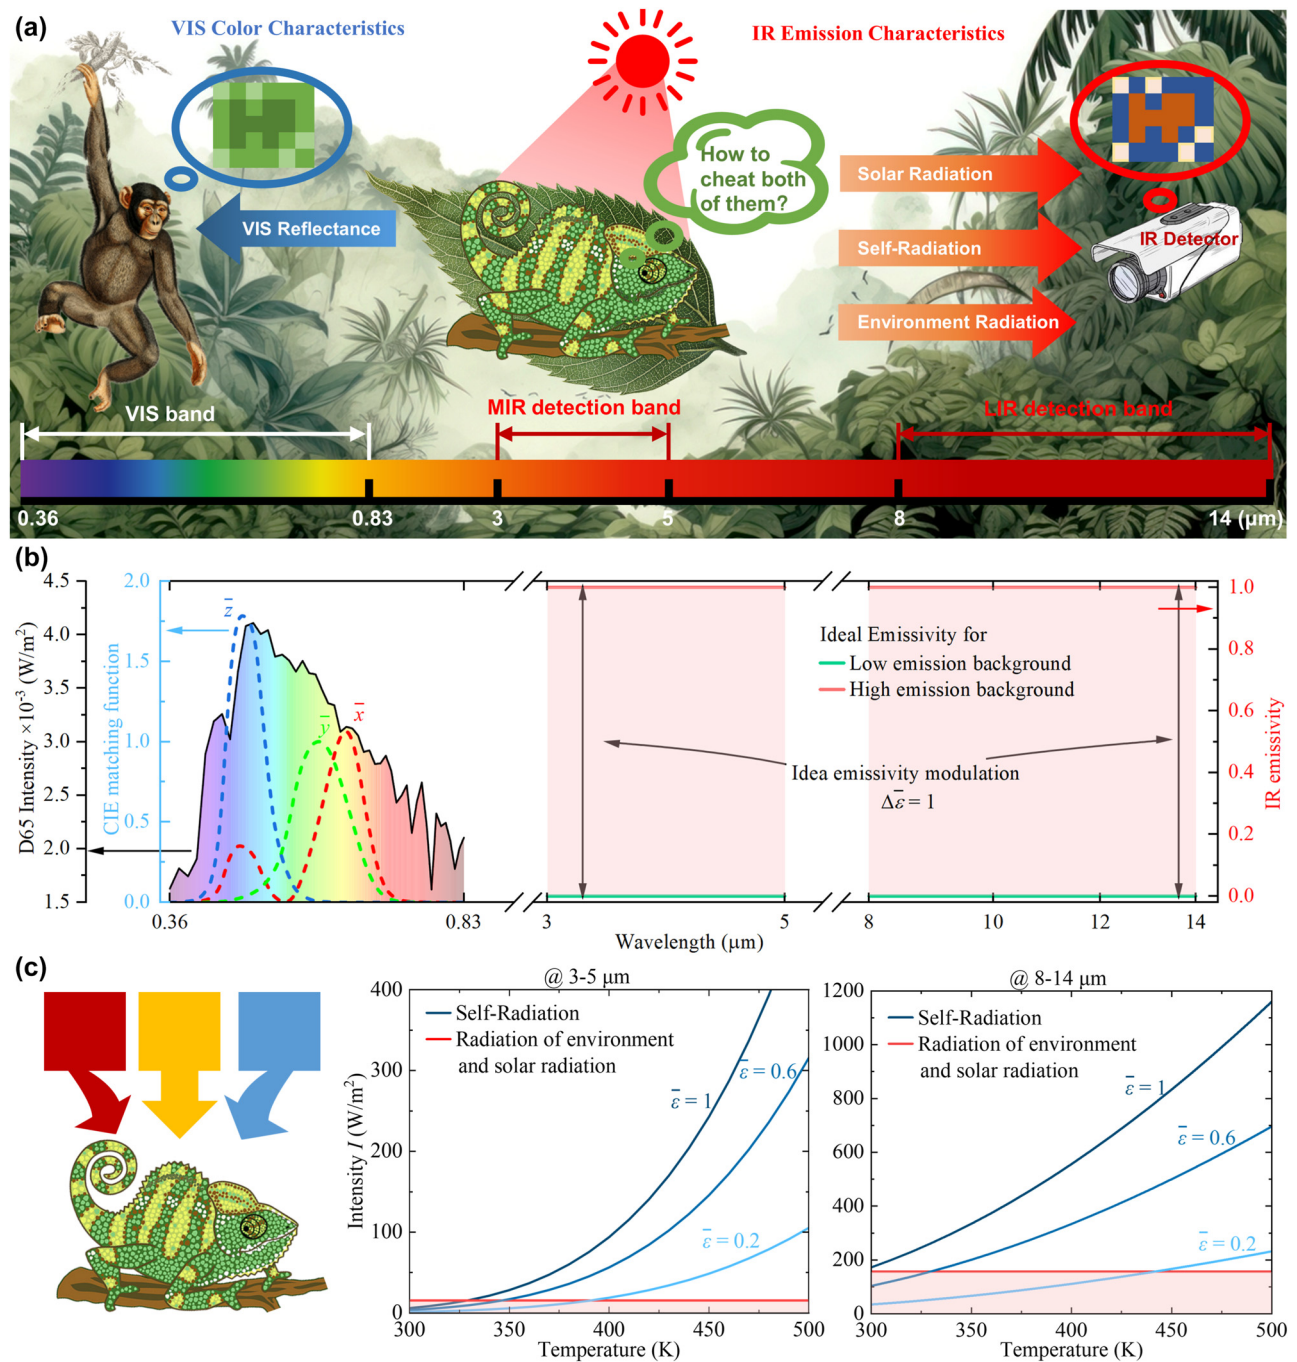 (a)
VIS Color Characteristics
IR Emission Characteristics
How to
cheat both
of them?
VIS Reflectance
Solar Radiation
Self-Radiation
Environment Radiation
IR Detector
VIS band
MIR detection band
LIR detection band
0.36
0.83
3
5
8
14 (μm)
(b)
D65 Intensity ×10⁻³ (W/m²)
4.5
4.0
3.5
3.0
2.5
2.0
1.5
CIE matching function
2.0
1.5
1.0
0.5
0.0
z̅
y̅
x̅
Ideal Emissivity for
Low emission background
High emission background
Idea emissivity modulation
Δε̅ = 1
1.0
0.8
0.6
0.4
0.2
0.0
IR emissivity
0.36
0.83
3
5
8
10
12
14
Wavelength (μm)
(c)
@ 3-5 μm
Self-Radiation
Radiation of environment
and solar radiation
ε̅ = 1
ε̅ = 0.6
ε̅ = 0.2
Intensity I (W/m²)
400
300
200
100
0
300
350
400
450
500
Temperature (K)
@ 8-14 μm
Self-Radiation
Radiation of environment
and solar radiation
ε̅ = 1
ε̅ = 0.6
ε̅ = 0.2
1200
1000
800
600
400
200
0
300
350
400
450
500
Temperature (K)